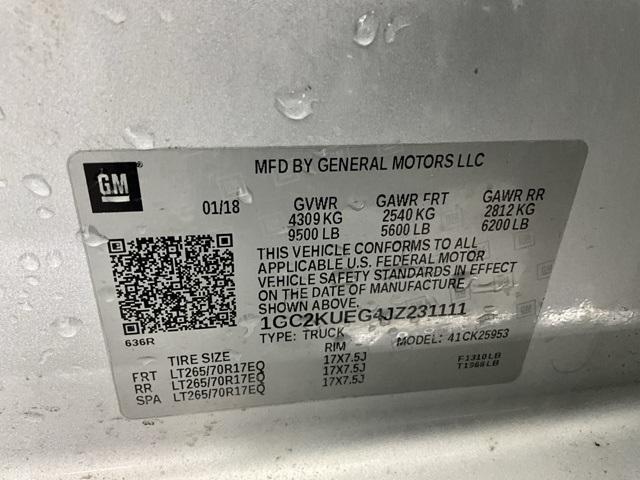 GM
MFD BY GENERAL MOTORS LLC
01/18 GVWR GAWR FRT GAWR RR
4309 KG 2540 KG 2812 KG
9500 LB 5600 LB 6200 LB
THIS VEHICLE CONFORMS TO ALL
APPLICABLE U.S. FEDERAL MOTOR
VEHICLE SAFETY STANDARDS IN EFFECT
ON THE DATE OF MANUFACTURE
SHOWN ABOVE.
1GC2KUEG4JZ231111
636R
TYPE: TRUCK MODEL: 41CK25953
TIRE SIZE RIM
FRT LT265/70R17EQ 17X7.5J F1310LB
RR LT265/70R17EQ 17X7.5J
SPA LT265/70R17EQ 17X7.5J